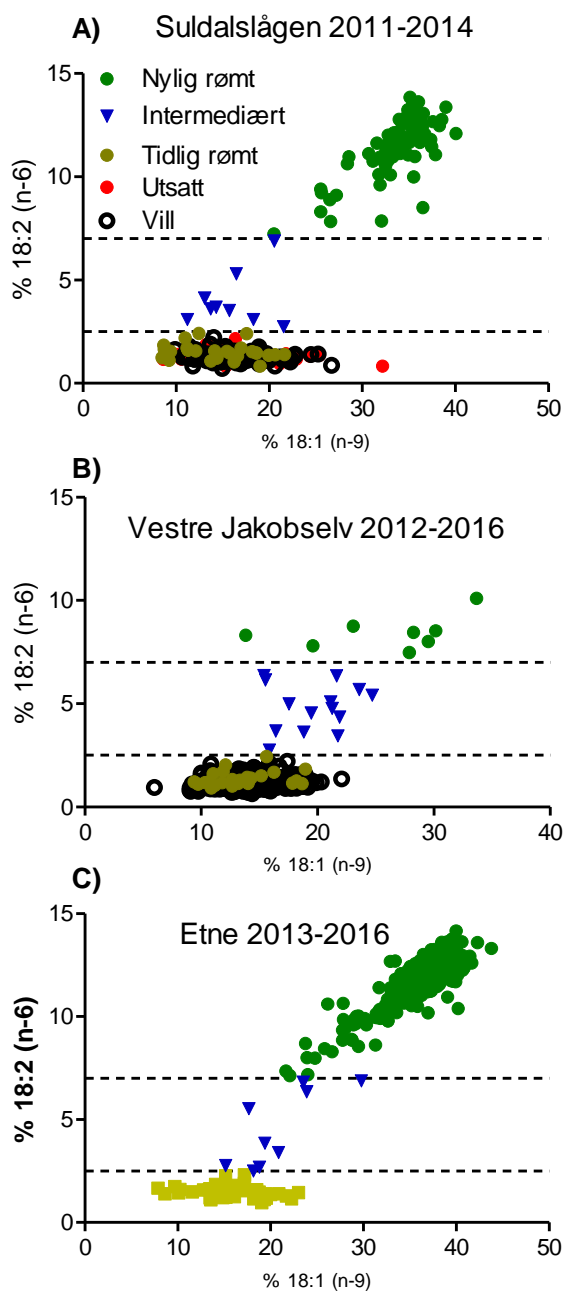 A)
Suldalslågen 2011-2014
15
Nylig rømt
Intermediært
Tidlig rømt
Utsatt
Vill
10
5
0
% 18:2 (n-6)
0 10 20 30 40 50
% 18:1 (n-9)
B)
Vestre Jakobselv 2012-2016
15
10
5
0
% 18:2 (n-6)
0 10 20 30 40
% 18:1 (n-9)
C)
Etne 2013-2016
15
10
5
0
% 18:2 (n-6)
0 10 20 30 40 50
% 18:1 (n-9)